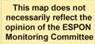 This map does not
necessarily reflect the
opinion of the ESPON
Monitoring Committee